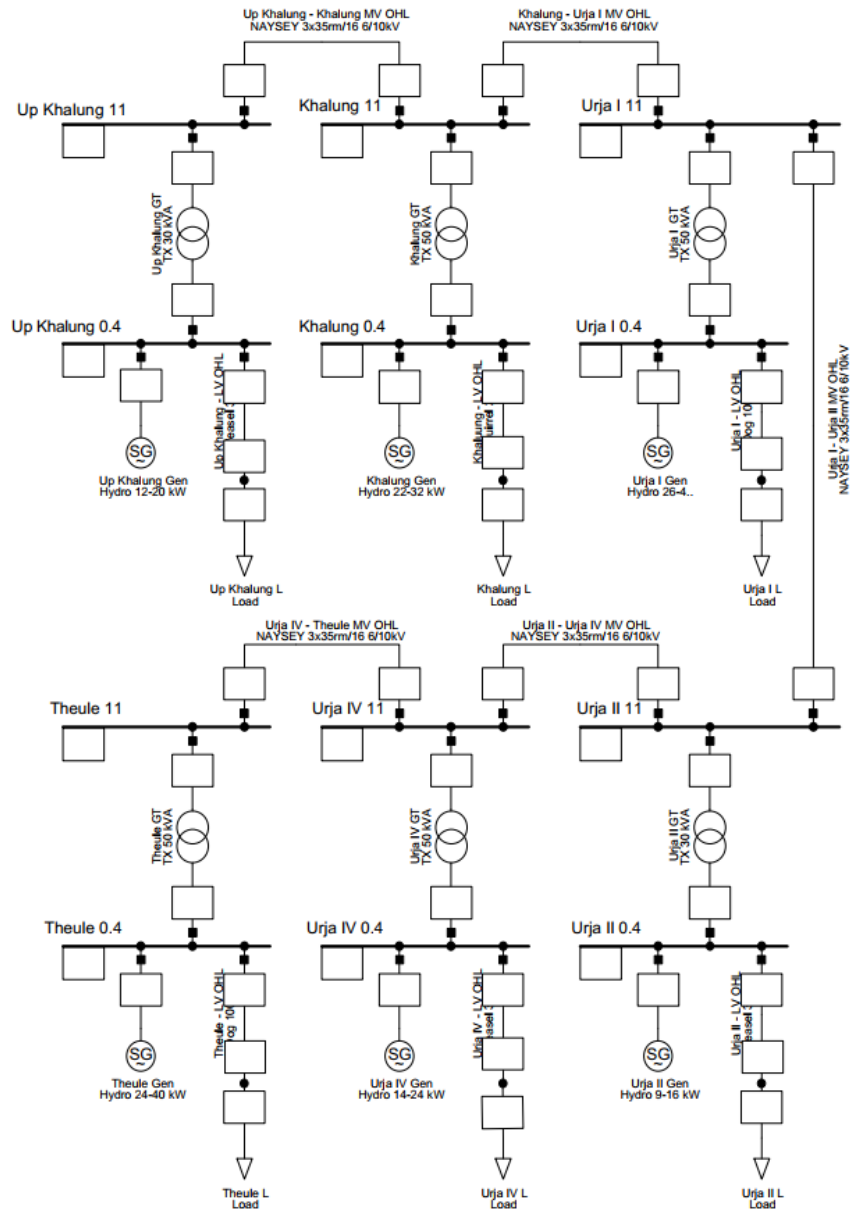 Up Khalung - Khalung MV OHL
NAYSEY 3x35rm/16 6/10kV
Khalung - Urja I MV OHL
NAYSEY 3x35rm/16 6/10kV
Up Khalung 11
Khalung 11
Urja I 11
Up Khalung GT
TX 30 kVA
Khalung GT
TX 50 kVA
Urja I GT
TX 50 kVA
Up Khalung 0.4
Khalung 0.4
Urja I 0.4
Up Khalung - LV OHL
Urja I - LV OHL
Urja I - Urja II MV OHL
NAYSEY 3x35rm/16 6/10kV
SG
SG
SG
Up Khalung Gen
Hydro 12-20 kW
Khalung Gen
Hydro 22-32 kW
Urja I Gen
Hydro 26-4..
Up Khalung L
Load
Khalung L
Load
Urja I L
Load
Urja IV - Theule MV OHL
NAYSEY 3x35rm/16 6/10kV
Urja II - Urja IV MV OHL
NAYSEY 3x35rm/16 6/10kV
Theule 11
Urja IV 11
Urja II 11
Theule GT
TX 50 kVA
Urja IV GT
TX 50 kVA
Urja II GT
TX 30 kVA
Theule 0.4
Urja IV 0.4
Urja II 0.4
Theule - LV OHL
Urja IV - LV OHL
Urja II - LV OHL
SG
SG
SG
Theule Gen
Hydro 24-40 kW
Urja IV Gen
Hydro 14-24 kW
Urja II Gen
Hydro 9-16 kW
Theule L
Load
Urja IV L
Load
Urja II L
Load